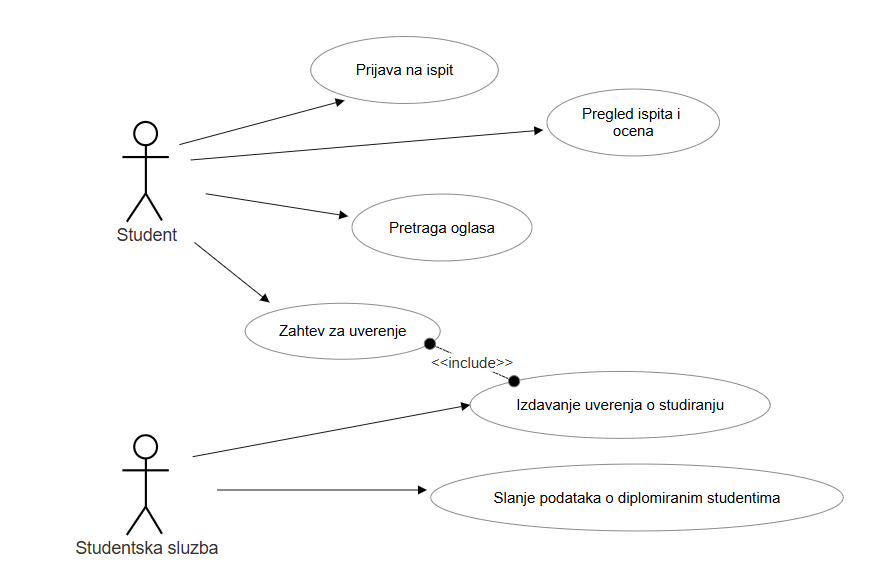 Prijava na ispit
Pregled ispita i
ocena
Student
Pretraga oglasa
Zahtev za uverenje
<<include>>
Izdavanje uverenja o studiranju
Slanje podataka o diplomiranim studentima
Studentska sluzba